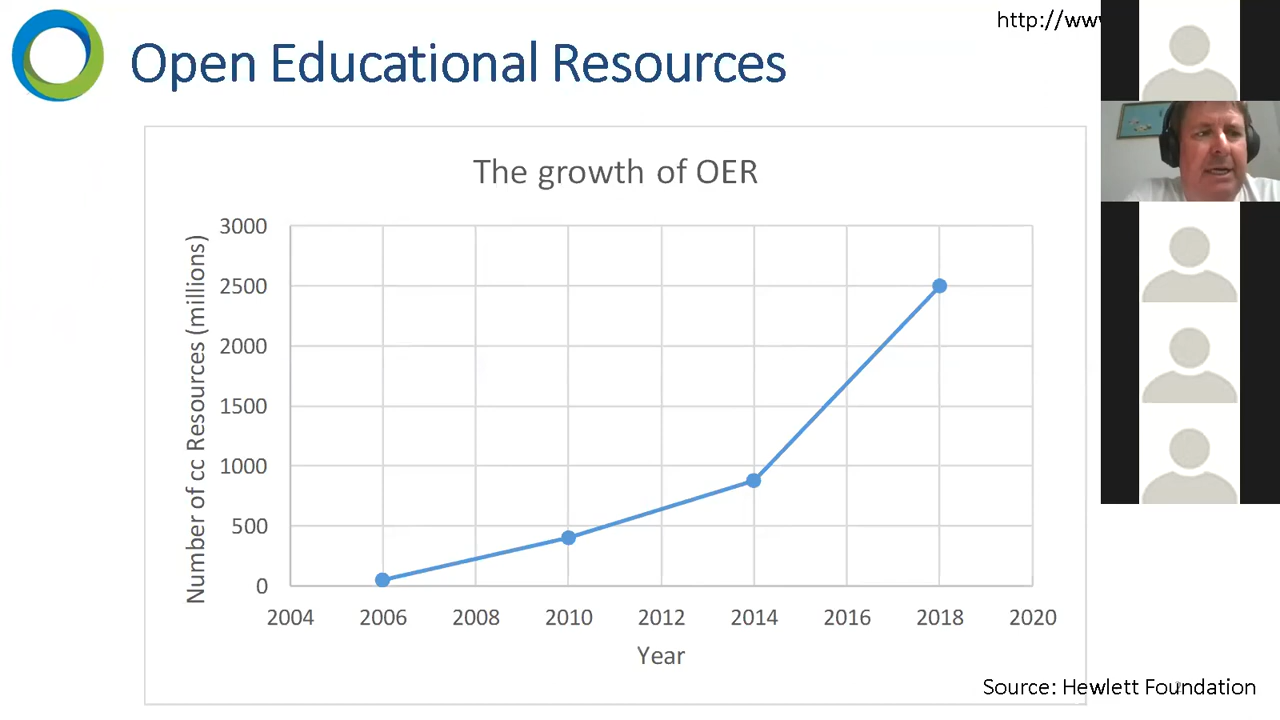 http://www
Open Educational Resources
The growth of OER
Number of cc Resources (millions)
3000
2500
2000
1500
1000
500
0
2004 2006 2008 2010 2012 2014 2016 2018 2020
Year
Source: Hewlett Foundation